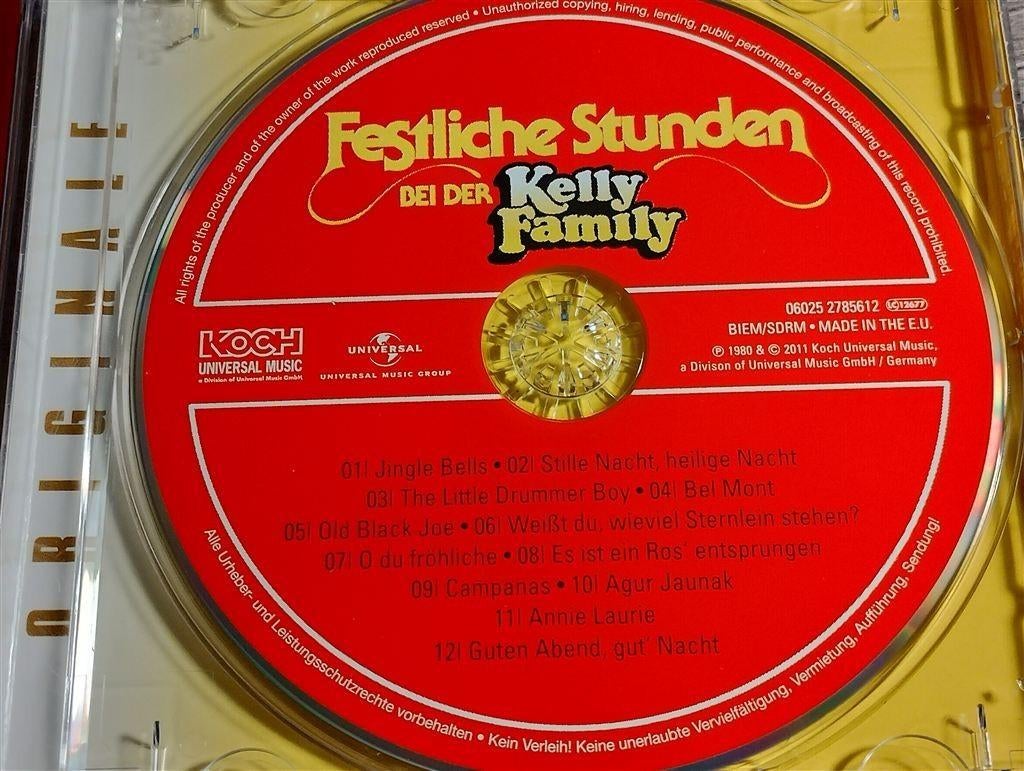 All rights of the producer and of the owner of the work reproduced reserved • Unauthorized copying, hiring, lending, public performance and broadcasting of this record prohibited.
Festliche Stunden
BEI DER Kelly
Family
KOCH
UNIVERSAL MUSIC
a Division of Universal Music GmbH
UNIVERSAL
UNIVERSAL MUSIC GROUP
06025 2785612 LC 12677
BIEM/SDRM • MADE IN THE E.U.
℗ 1980 & © 2011 Koch Universal Music,
a Divison of Universal Music GmbH / Germany
01| Jingle Bells • 02| Stille Nacht, heilige Nacht
03| The Little Drummer Boy • 04| Bel Mont
05| Old Black Joe • 06| Weißt du, wieviel Sternlein stehen?
07| O du fröhliche • 08| Es ist ein Ros' entsprungen
09| Campanas • 10| Agur Jaunak
11| Annie Laurie
12| Guten Abend, gut' Nacht
Alle Urheber- und Leistungsschutzrechte vorbehalten • Kein Verleih! Keine unerlaubte Vervielfältigung, Vermietung, Aufführung, Sendung!
ORIGINALE